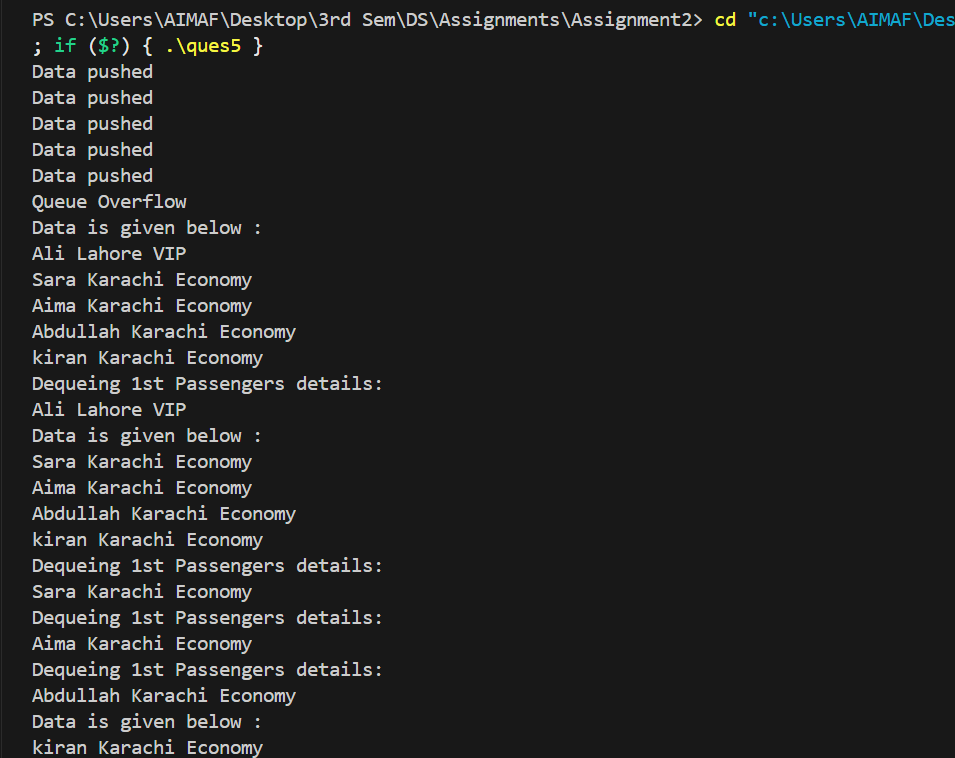 PS C:\Users\AIMAF\Desktop\3rd Sem\DS\Assignments\Assignment2> cd "c:\Users\AIMAF\Des
; if ($?) { .\ques5 }
Data pushed
Data pushed
Data pushed
Data pushed
Data pushed
Queue Overflow
Data is given below :
Ali Lahore VIP
Sara Karachi Economy
Aima Karachi Economy
Abdullah Karachi Economy
kiran Karachi Economy
Dequeing 1st Passengers details:
Ali Lahore VIP
Data is given below :
Sara Karachi Economy
Aima Karachi Economy
Abdullah Karachi Economy
kiran Karachi Economy
Dequeing 1st Passengers details:
Sara Karachi Economy
Dequeing 1st Passengers details:
Aima Karachi Economy
Dequeing 1st Passengers details:
Abdullah Karachi Economy
Data is given below :
kiran Karachi Economy